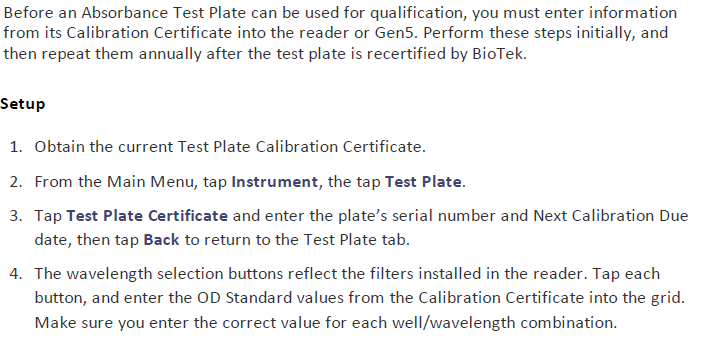 Before an Absorbance Test Plate can be used for qualification, you must enter information
from its Calibration Certificate into the reader or Gen5. Perform these steps initially, and
then repeat them annually after the test plate is recertified by BioTek.
Setup
1. Obtain the current Test Plate Calibration Certificate.
2. From the Main Menu, tap Instrument, the tap Test Plate.
3. Tap Test Plate Certificate and enter the plate's serial number and Next Calibration Due
date, then tap Back to return to the Test Plate tab.
4. The wavelength selection buttons reflect the filters installed in the reader. Tap each
button, and enter the OD Standard values from the Calibration Certificate into the grid.
Make sure you enter the correct value for each well/wavelength combination.